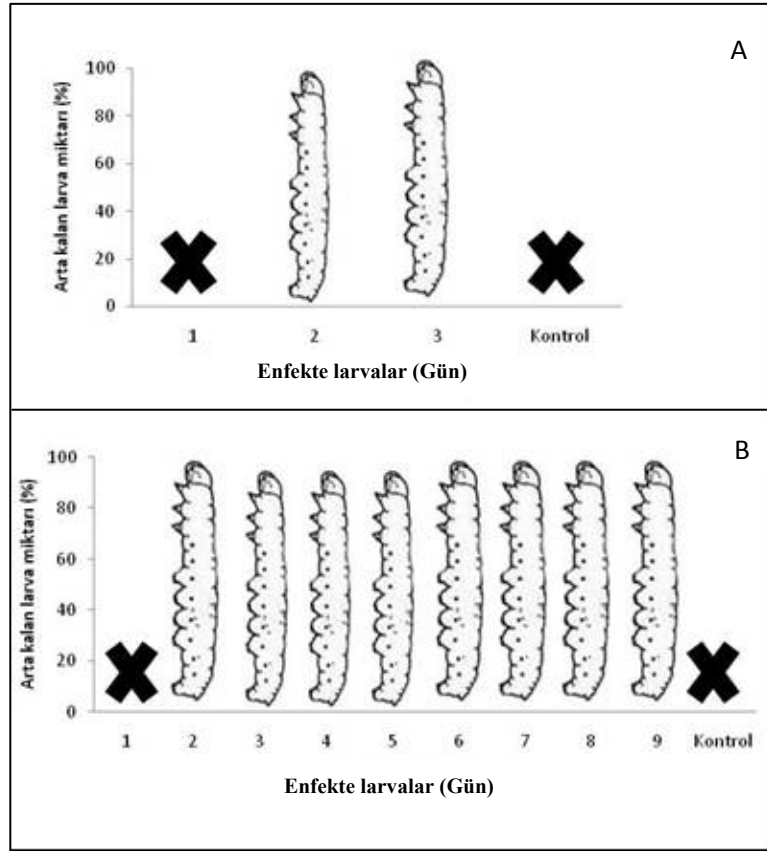 A
Arta kalan larva miktarı (%)
100
80
60
40
20
0
1 2 3 Kontrol
Enfekte larvalar (Gün)
B
Arta kalan larva miktarı (%)
100
80
60
40
20
0
1 2 3 4 5 6 7 8 9 Kontrol
Enfekte larvalar (Gün)